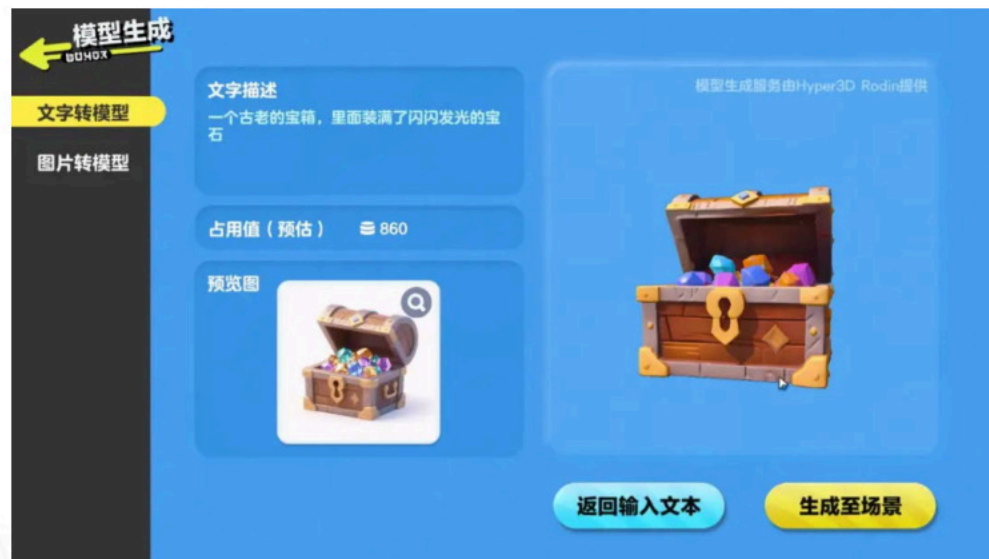 模型生成
文字转模型
图片转模型
文字描述
一个古老的宝箱，里面装满了闪闪发光的宝
石
占用值（预估） 860
预览图
模型生成服务由Hyper3D Rodin提供
返回输入文本
生成至场景